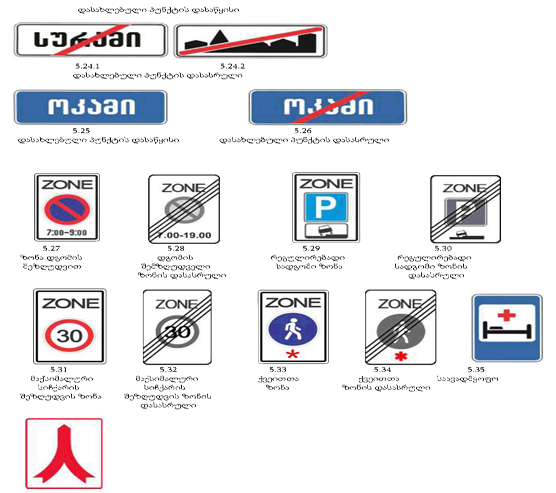 დასახლებული პუნქტის დასაწყისი
სურამი
5.24.1 5.24.2
დასახლებული პუნქტის დასასრული
ოკამი ოკამი
5.25 5.26
დასახლებული პუნქტის დასაწყისი დასახლებული პუნქტის დასასრული
ZONE ZONE ZONE ZONE
P P
7:00-9:00 7.00-19.00
5.27 5.28 5.29 5.30
ზონა დგომის დგომის რეგულირებადი რეგულირებადი
შეზღუდვით შეზღუდველი სადგომი ზონა სადგომი ზონის
ზონის დასასრული დასასრული
ZONE ZONE ZONE ZONE
30 30
5.31 5.32 5.33 5.34 5.35
მაქსიმალური მაქსიმალური ქვეითთა ქვეითთა საავადმყოფო
სიჩქარის სიჩქარის ზონა ზონის დასასრული
შეზღუდვის ზონა შეზღუდვის ზონის
დასასრული